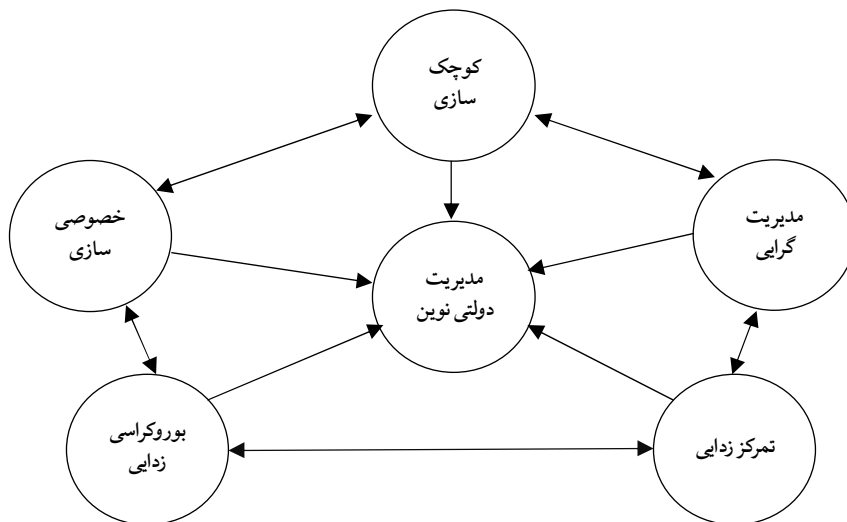 کوچک
سازی
مدیریت
گرایی
خصوصی
سازی
مدیریت
دولتی نوین
تمرکز زدایی
بوروکراسی
زدایی